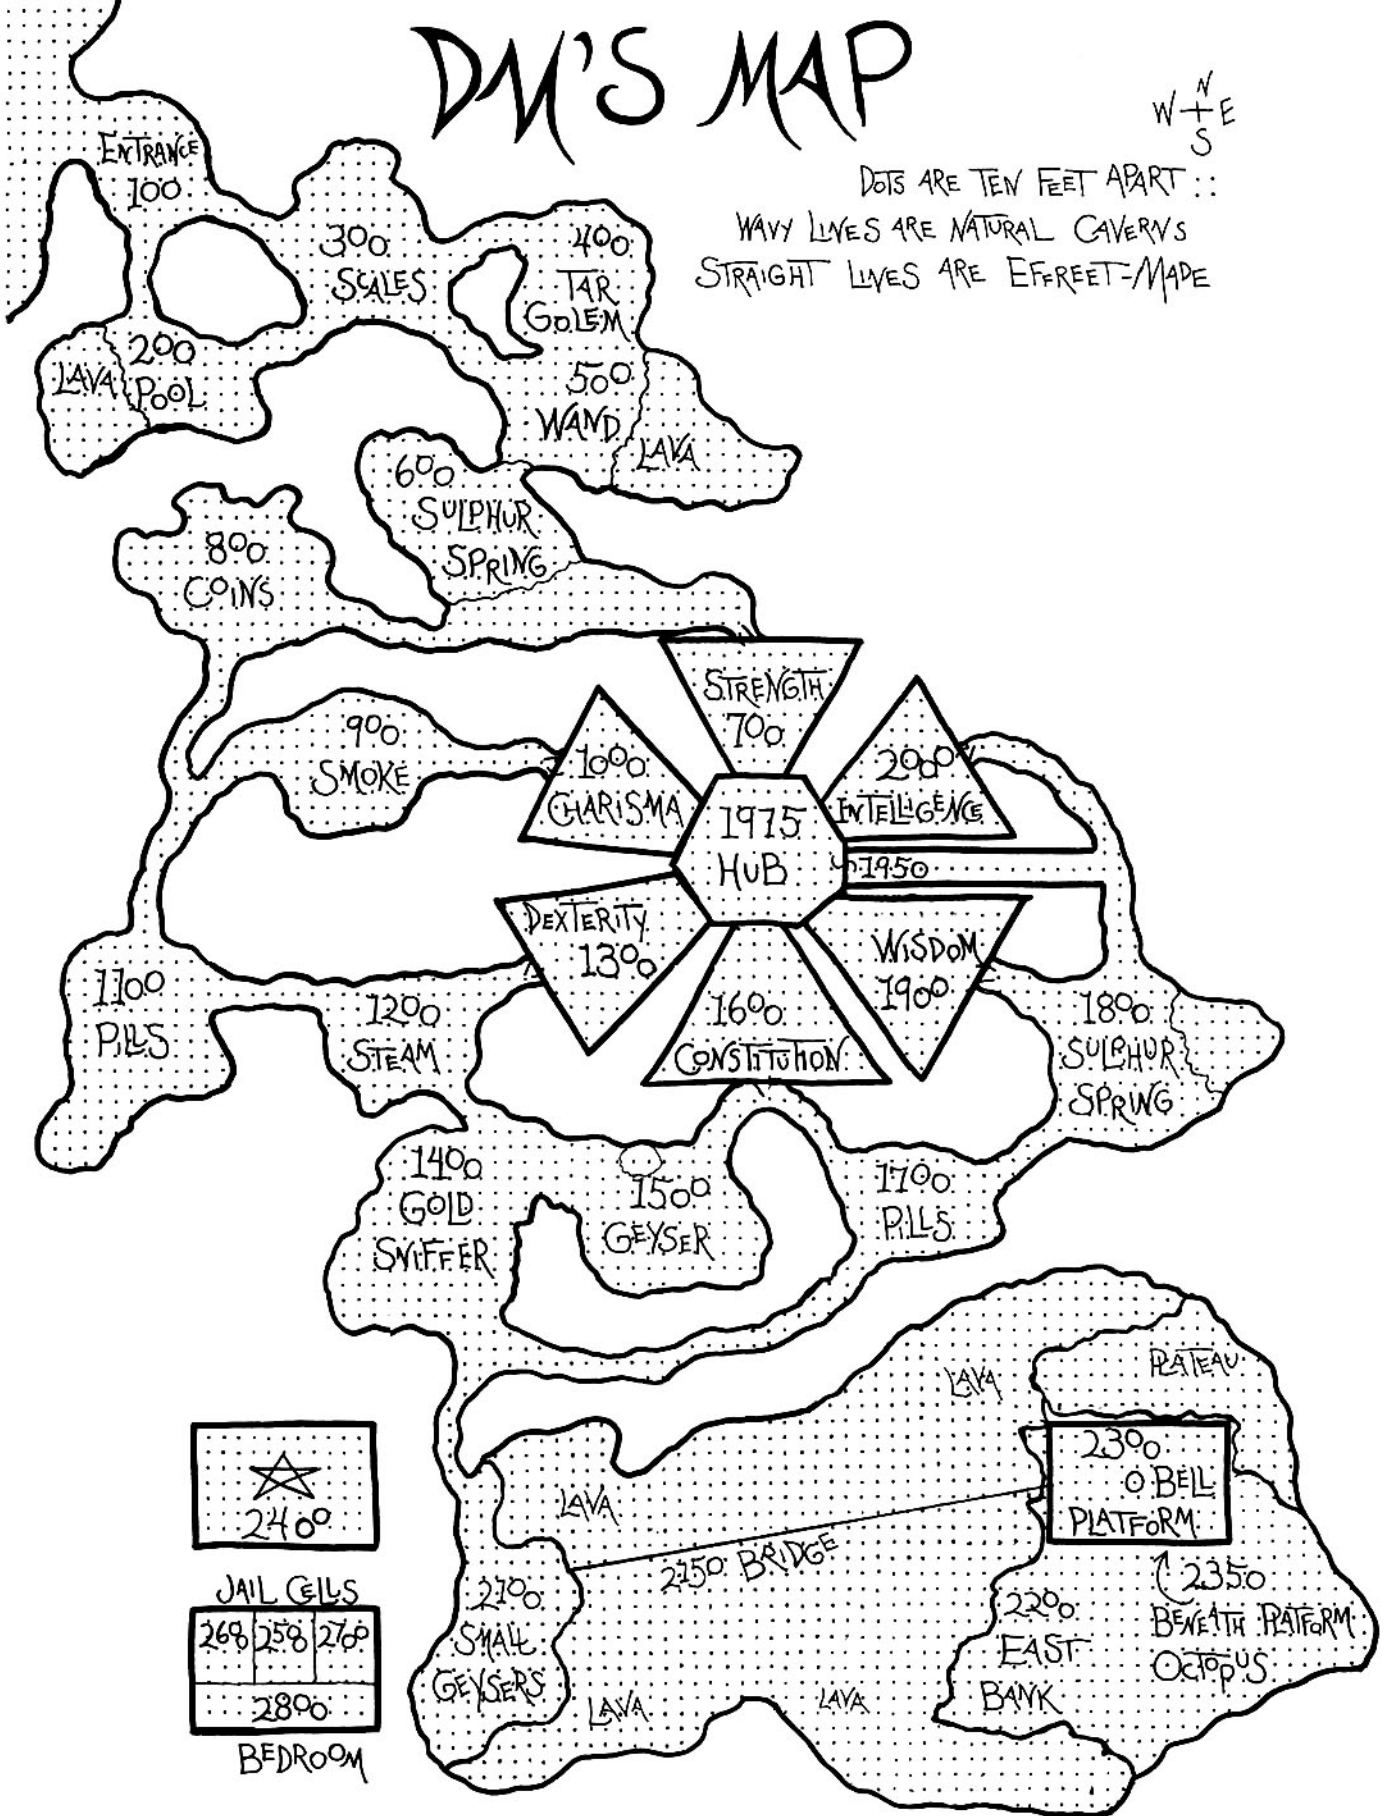 DM'S MAP
N
W E
S
DOTS ARE TEN FEET APART ::
WAVY LINES ARE NATURAL CAVERNS
STRAIGHT LINES ARE EFFREET-MADE
ENTRANCE
100
300
SCALES
400
TAR
GOLEM
200
POOL
LAVA
500
WAND
LAVA
600
SULPHUR
SPRING
800
COINS
STRENGTH
700
900
SMOKE
1000
CHARISMA
2000
INTELLIGENCE
1975
HUB
S 1950
DEXTERITY
1300
WISDOM
1900
1100
PILLS
1200
STEAM
1600
CONSTITUTION
1800
SULPHUR
SPRING
1400
GOLD
SNIFFER
1500
GEYSER
1700
PILLS
LAVA
PLATEAU
2300
O BELL
PLATFORM
LAVA
2150 BRIDGE
2400
JAIL CELLS
2600 2500 2700
2800
BEDROOM
2100
SMALL
GEYSERS
2200
EAST
BANK
2350
BENEATH PLATFORM
OCTOPUS
LAVA
LAVA